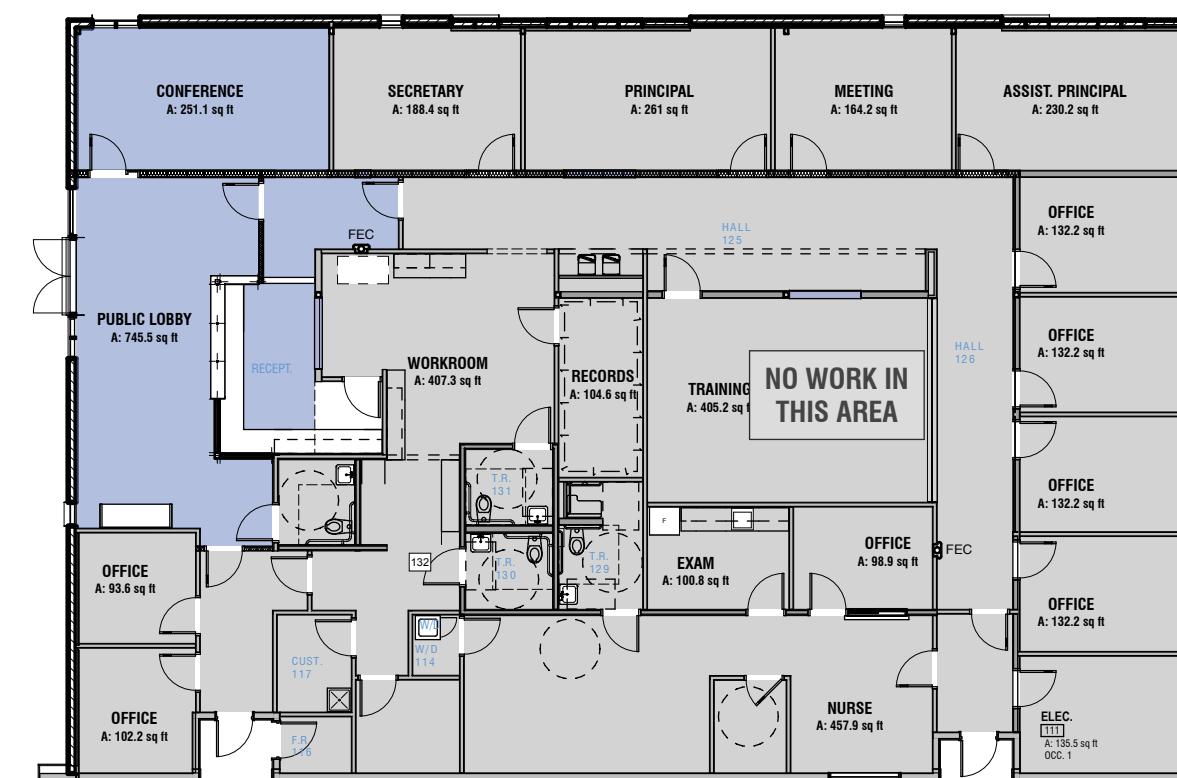 CONFERENCE
A: 251.1 sq ft
SECRETARY
A: 188.4 sq ft
PRINCIPAL
A: 261 sq ft
MEETING
A: 164.2 sq ft
ASSIST. PRINCIPAL
A: 230.2 sq ft
OFFICE
A: 132.2 sq ft
HALL
125
FEC
PUBLIC LOBBY
A: 745.5 sq ft
RECEPT.
WORKROOM
A: 407.3 sq ft
RECORDS
A: 104.6 sq ft
TRAINING
A: 405.2 sq f
NO WORK IN
THIS AREA
HALL
126
OFFICE
A: 132.2 sq ft
T.R.
131
OFFICE
A: 132.2 sq ft
F
OFFICE
A: 98.9 sq ft
FEC
132
T.R.
130
T.R.
129
EXAM
A: 100.8 sq ft
OFFICE
A: 93.6 sq ft
OFFICE
A: 132.2 sq ft
W/D
W/D
114
CUST.
117
OFFICE
A: 102.2 sq ft
F.R.
116
NURSE
A: 457.9 sq ft
ELEC.
111
A: 135.5 sq ft
OCC. 1